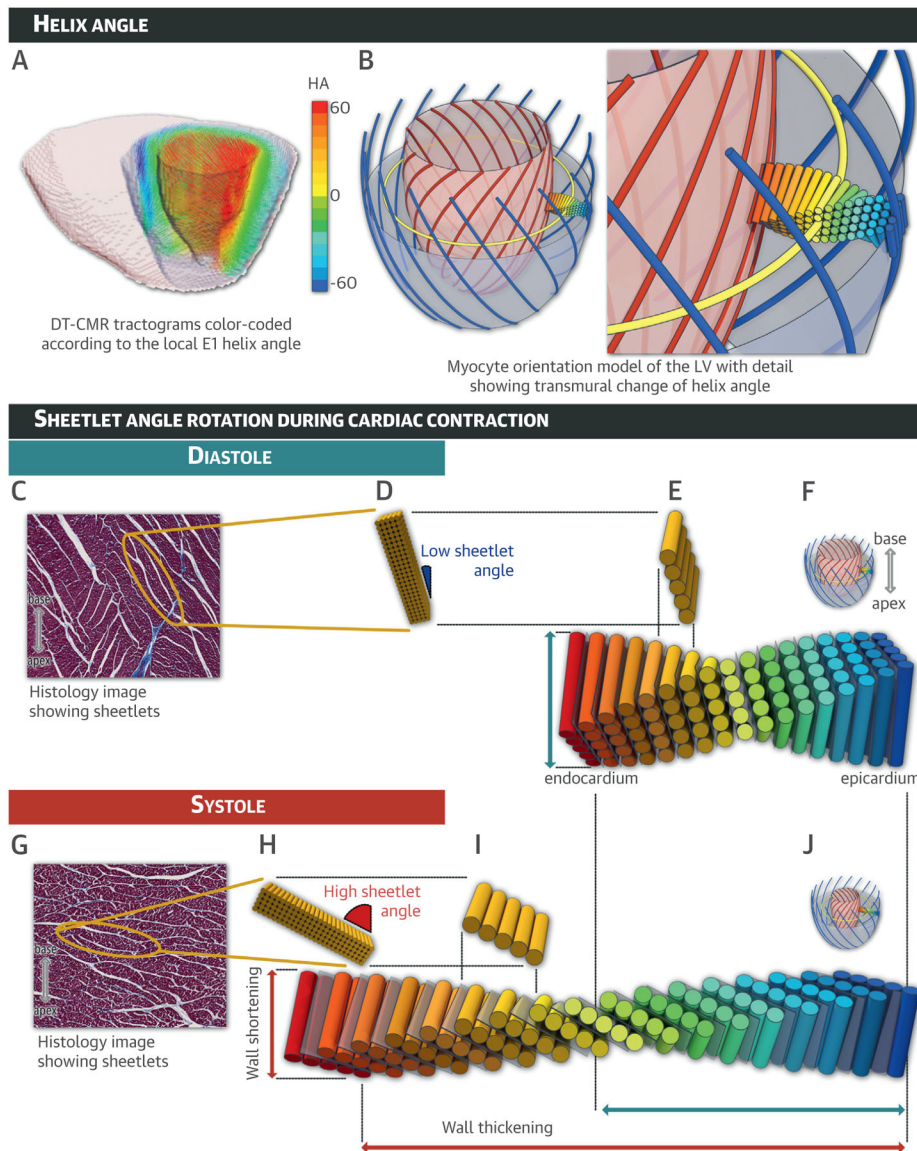 HELIX ANGLE
A
HA
60
0
-60
DT-CMR tractograms color-coded
according to the local E1 helix angle
B
Myocyte orientation model of the LV with detail
showing transmural change of helix angle
SHEETLET ANGLE ROTATION DURING CARDIAC CONTRACTION
DIASTOLE
C
base
apex
Histology image
showing sheetlets
D
Low sheetlet
angle
E
F
base
apex
endocardium
epicardium
SYSTOLE
G
base
apex
Histology image
showing sheetlets
H
High sheetlet
angle
I
J
Wall shortening
Wall thickening